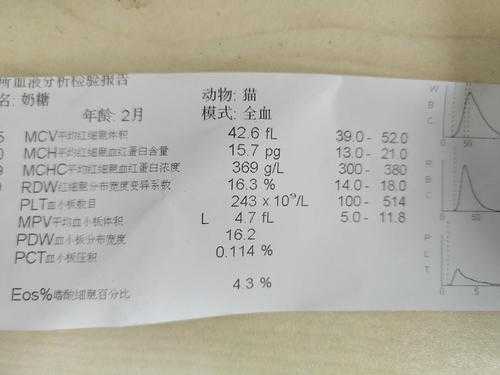 所血液分析检验报告
名: 奶糖 动物: 猫
年龄: 2月 模式: 全血
5 MCV平均红细胞体积 42.6 fL 39.0 - 52.0
0 MCH平均红细胞血红蛋白含量 15.7 pg 13.0 - 21.0
9 MCHC平均红细胞血红蛋白浓度 369 g/L 300 - 380
RDW红细胞分布宽度变异系数 16.3 % 14.0 - 18.0
PLT血小板数目 243 x 10^9/L 100 - 514
MPV平均血小板体积 L 4.7 fL 5.0 - 11.8
PDW血小板分布宽度 16.2
PCT血小板压积 0.114 %
Eos%嗜酸细胞百分比 4.3 %
W
B
C
0 50
R
B
C
0
P
L
T
0 5